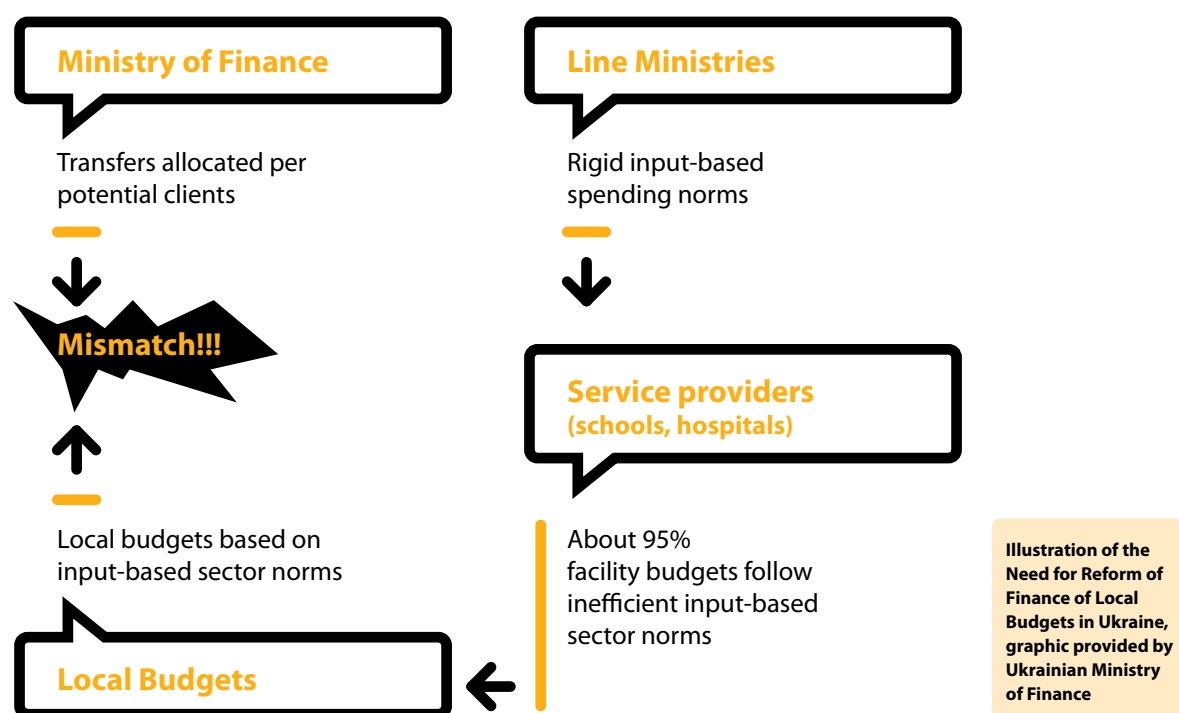 Ministry of Finance
Transfers allocated per
potential clients
Mismatch!!!
Local budgets based on
input-based sector norms
Local Budgets
Line Ministries
Rigid input-based
spending norms
Service providers
(schools, hospitals)
About 95%
facility budgets follow
inefficient input-based
sector norms
Illustration of the
Need for Reform of
Finance of Local
Budgets in Ukraine,
graphic provided by
Ukrainian Ministry
of Finance